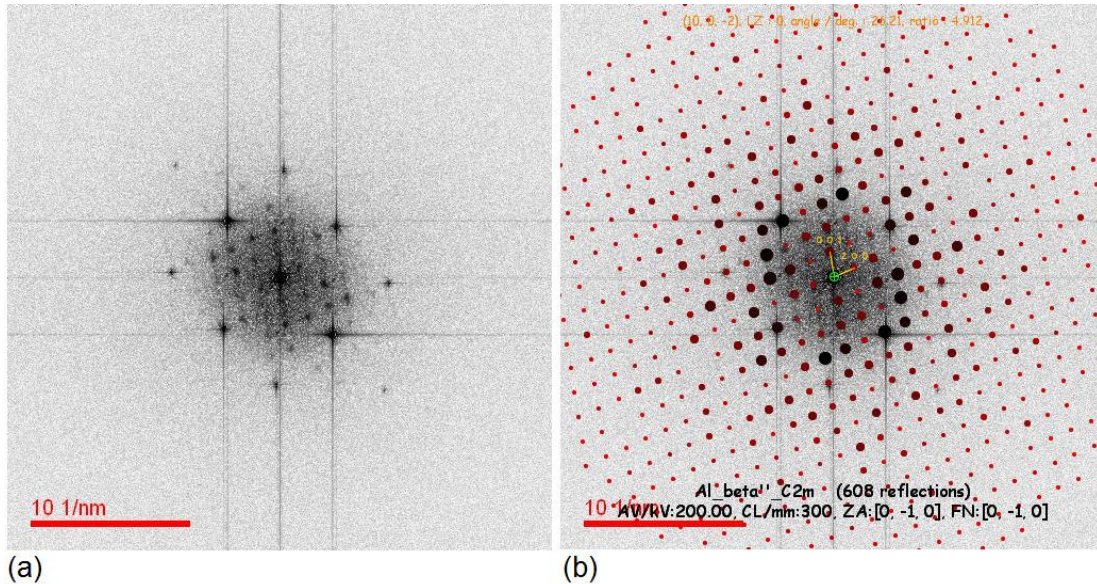 (10, 0, -2), LZ : 0, angle / deg. : 26.21, ratio : 4.912
0 0 1
2 0 0
10 1/nm
Al_beta''_C2m (608 reflections)
10 1/nm
AV/kV:200.00, CL/mm:300, ZA:[0, -1, 0], FN:[0, -1, 0]
(a)
(b)